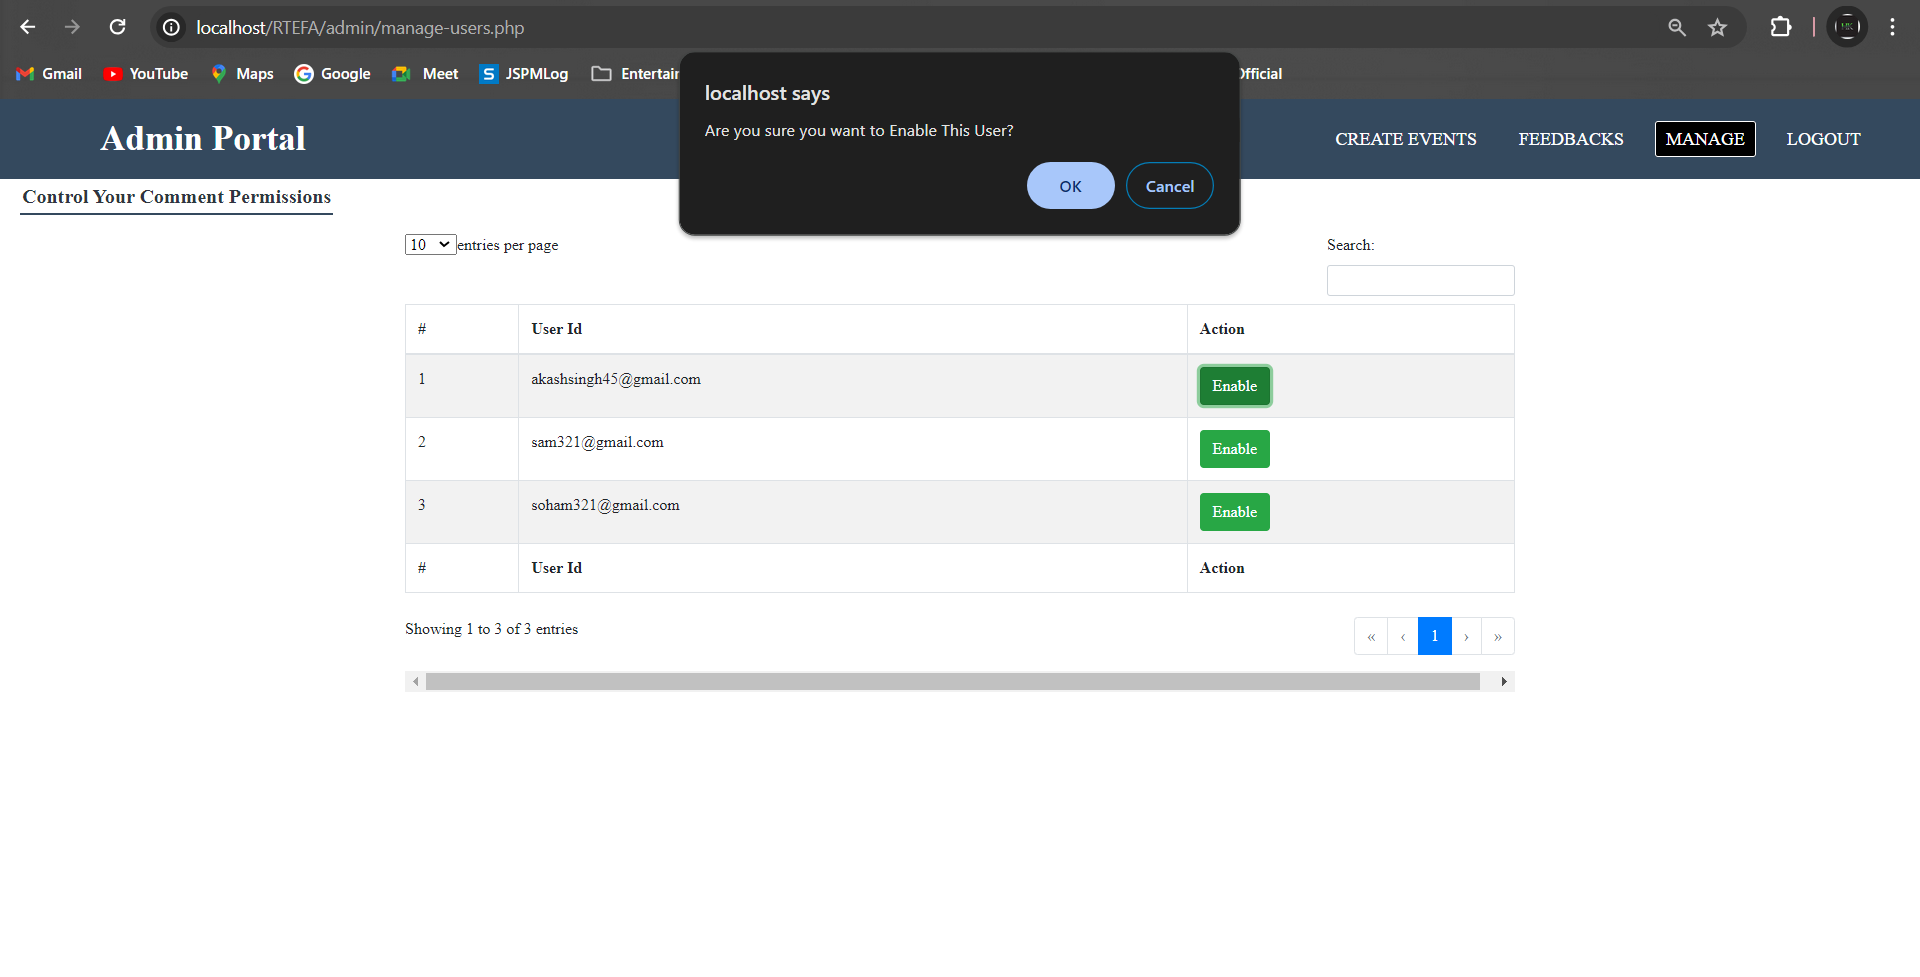 localhost/RTEFA/admin/manage-users.php
Gmail YouTube Maps Google Meet S JSPMLog Entertai Official
localhost says
Are you sure you want to Enable This User?
OK Cancel
Admin Portal CREATE EVENTS FEEDBACKS MANAGE LOGOUT
Control Your Comment Permissions
10 entries per page Search:
# User Id Action
1 akashsingh45@gmail.com Enable
2 sam321@gmail.com Enable
3 soham321@gmail.com Enable
# User Id Action
Showing 1 to 3 of 3 entries « ‹ 1 › »